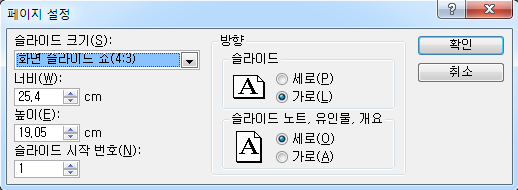 페이지 설정
슬라이드 크기(S):
화면 슬라이드 쇼(4:3)
너비(W):
25,4 cm
높이(E):
19,05 cm
슬라이드 시작 번호(N):
1
방향
슬라이드
A
세로(P)
가로(L)
슬라이드 노트, 유인물, 개요
A
세로(O)
가로(A)
확인
취소